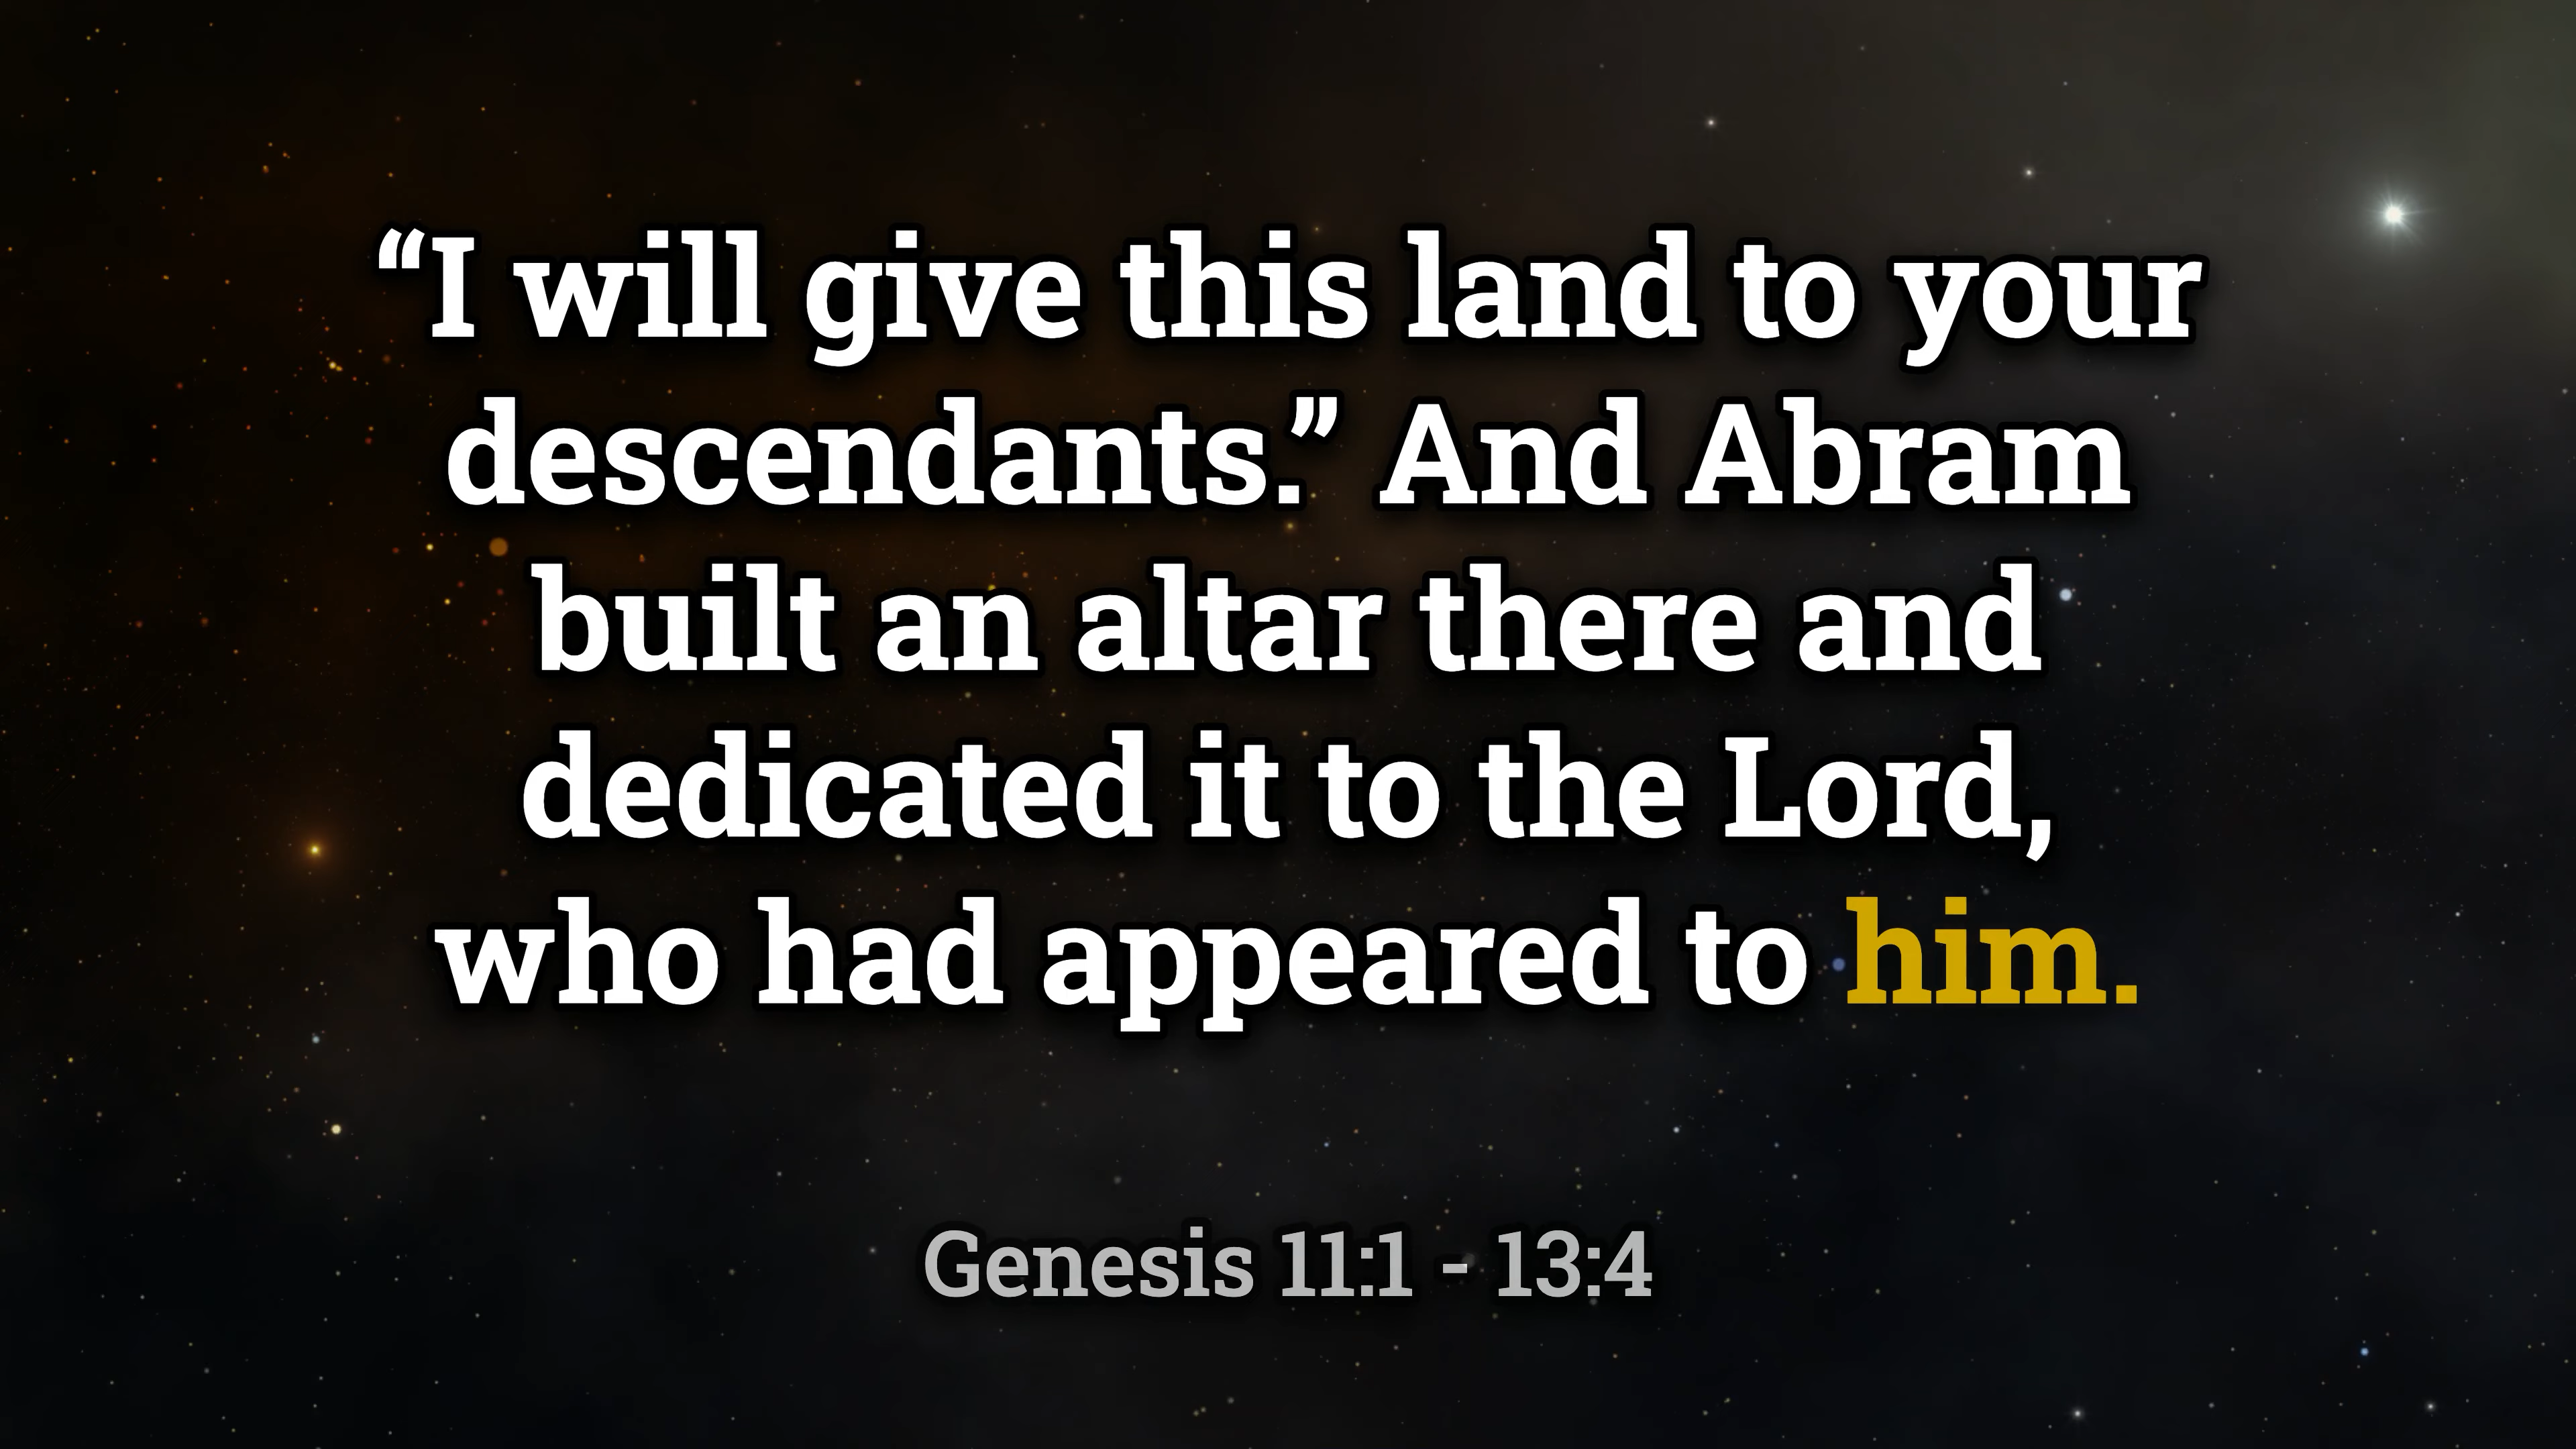 “I will give this land to your
descendants.” And Abram
built an altar there and
dedicated it to the Lord,
who had appeared to him.
Genesis 11:1 - 13:4